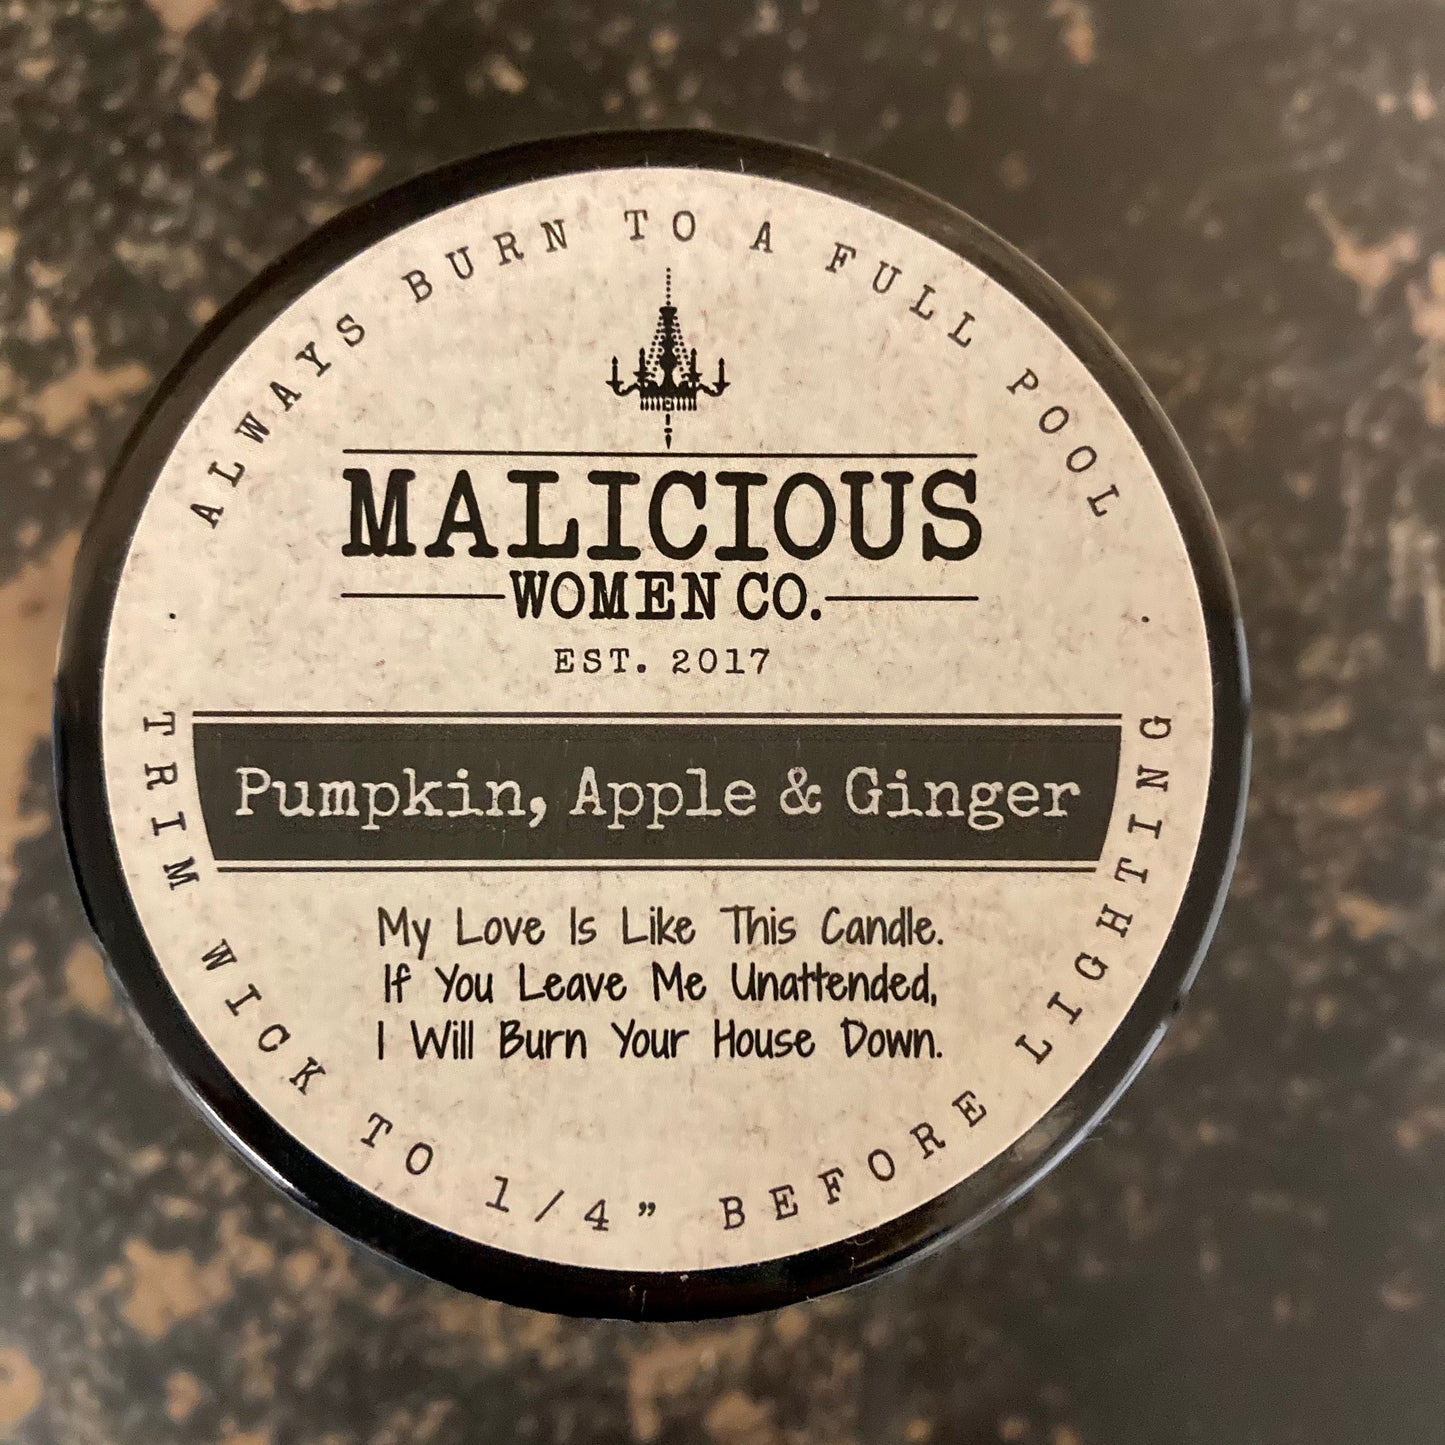 ALWAYS BURN TO A FULL POOL
MALICIOUS
WOMEN CO.
EST. 2017
Pumpkin, Apple & Ginger
My Love Is Like This Candle.
If You Leave Me Unattended,
I Will Burn Your House Down.
TRIM WICK TO 1/4” BEFORE LIGHTING